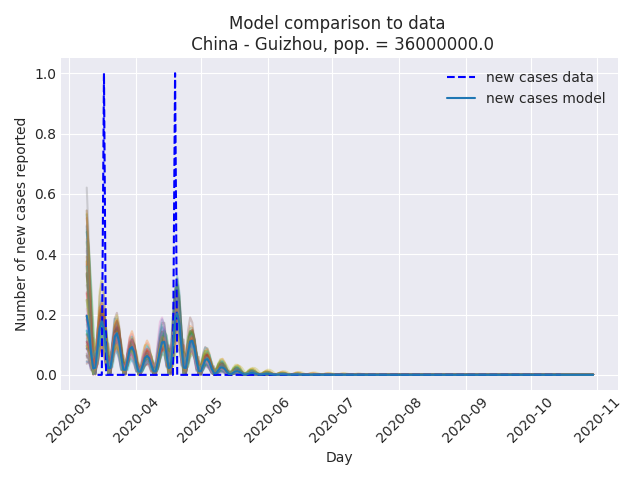 Model comparison to data
China - Guizhou, pop. = 36000000.0
new cases data
new cases model
Number of new cases reported
1.0
0.8
0.6
0.4
0.2
0.0
2020-03
2020-04
2020-05
2020-06
2020-07
2020-08
2020-09
2020-10
2020-11
Day